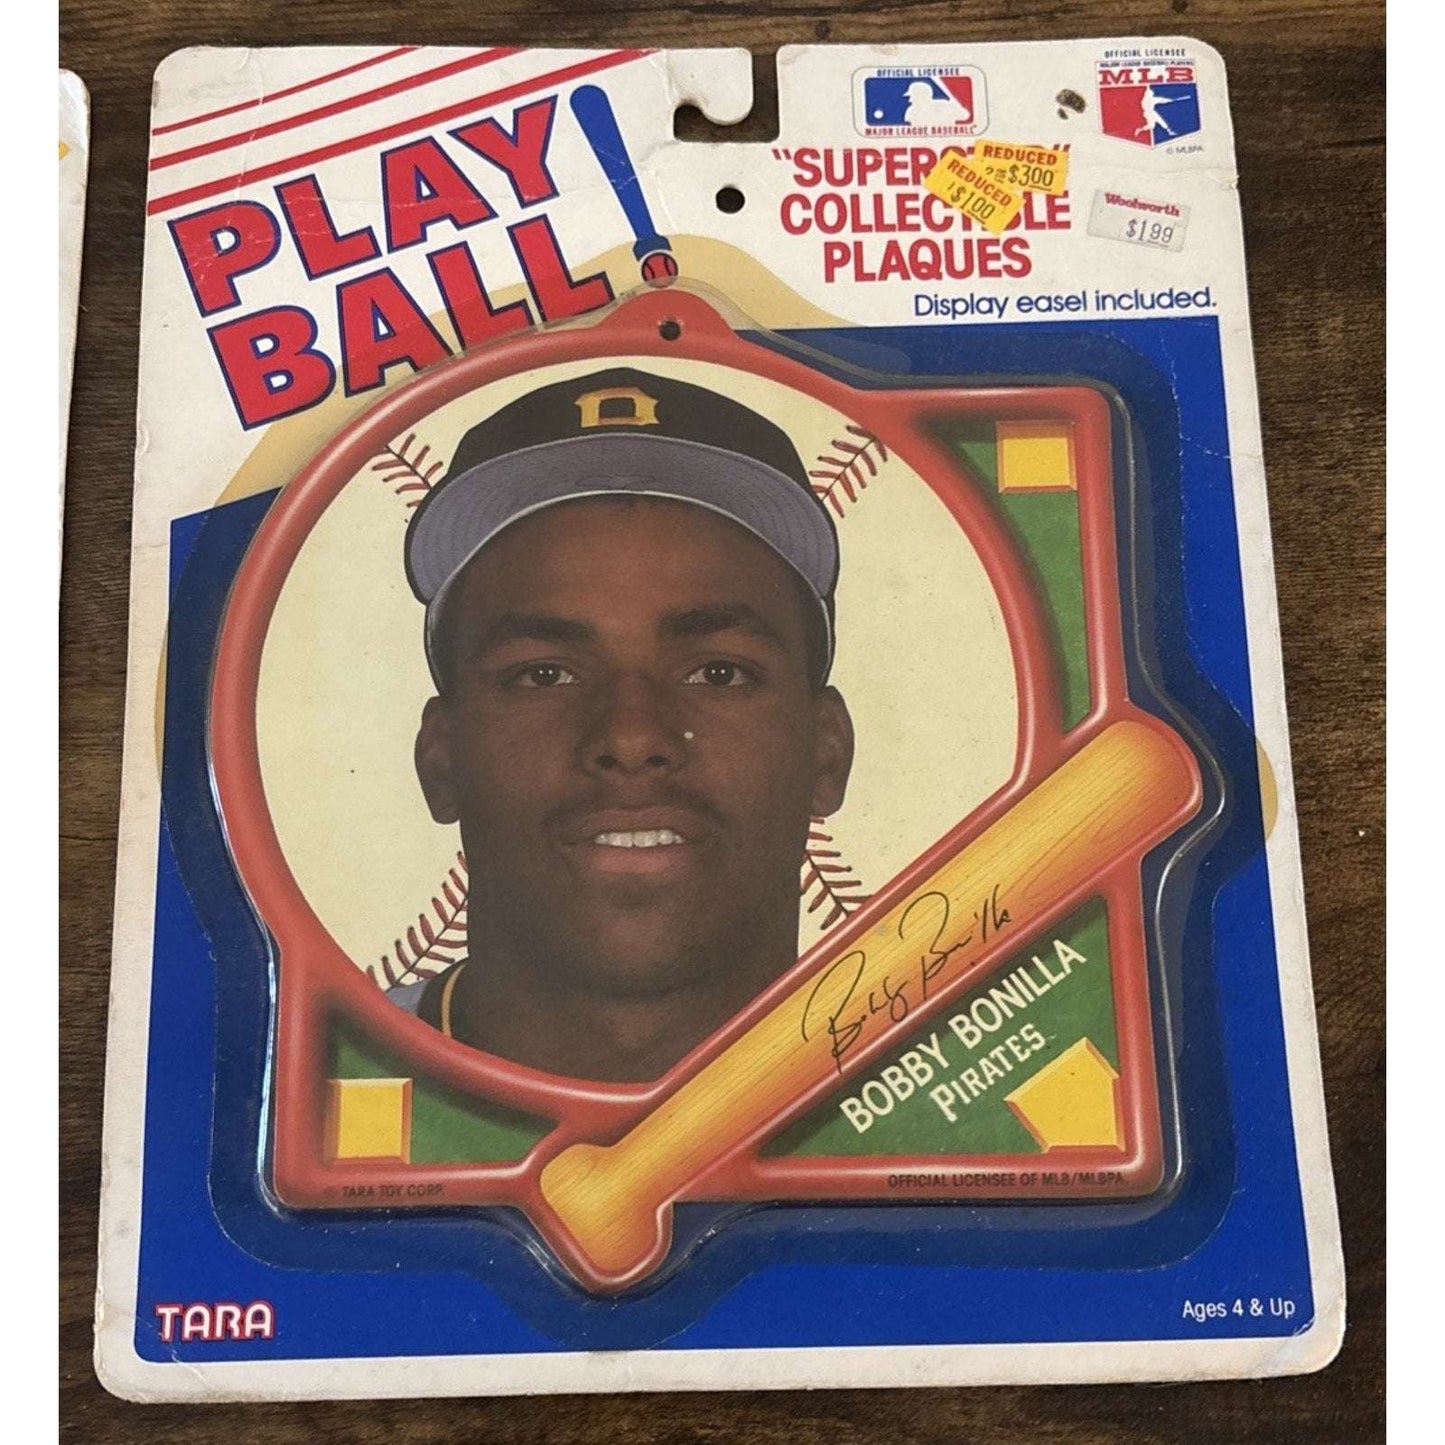 PLAY
BALL!
OFFICIAL LICENSEE
MAJOR LEAGUE BASEBALL
OFFICIAL LICENSEE
MAJOR LEAGUE BASEBALL PLAYERS
MLB
© MLBPA
COLLECTIBLE
PLAQUES
REDUCED
$300
REDUCED
$100
Woolworth
$1.99
Display easel included.
Bobby Bonilla
BOBBY BONILLA
PIRATES
© TARA TOY CORP.
OFFICIAL LICENSEE OF MLB/MLBPA.
TARA
Ages 4 & Up